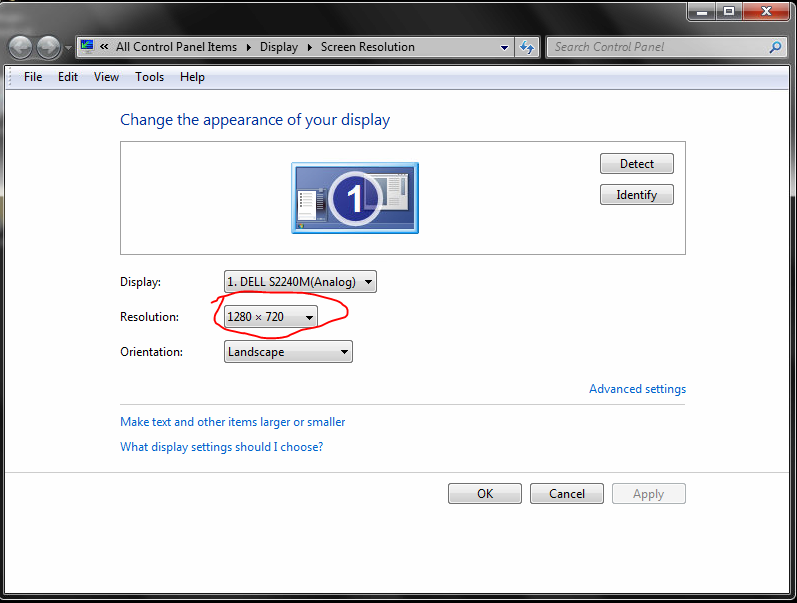 « All Control Panel Items Display Screen Resolution Search Control Panel
File Edit View Tools Help
Change the appearance of your display
1
Detect
Identify
Display: 1. DELL S2240M(Analog)
Resolution: 1280 × 720
Orientation: Landscape
Advanced settings
Make text and other items larger or smaller
What display settings should I choose?
OK Cancel Apply